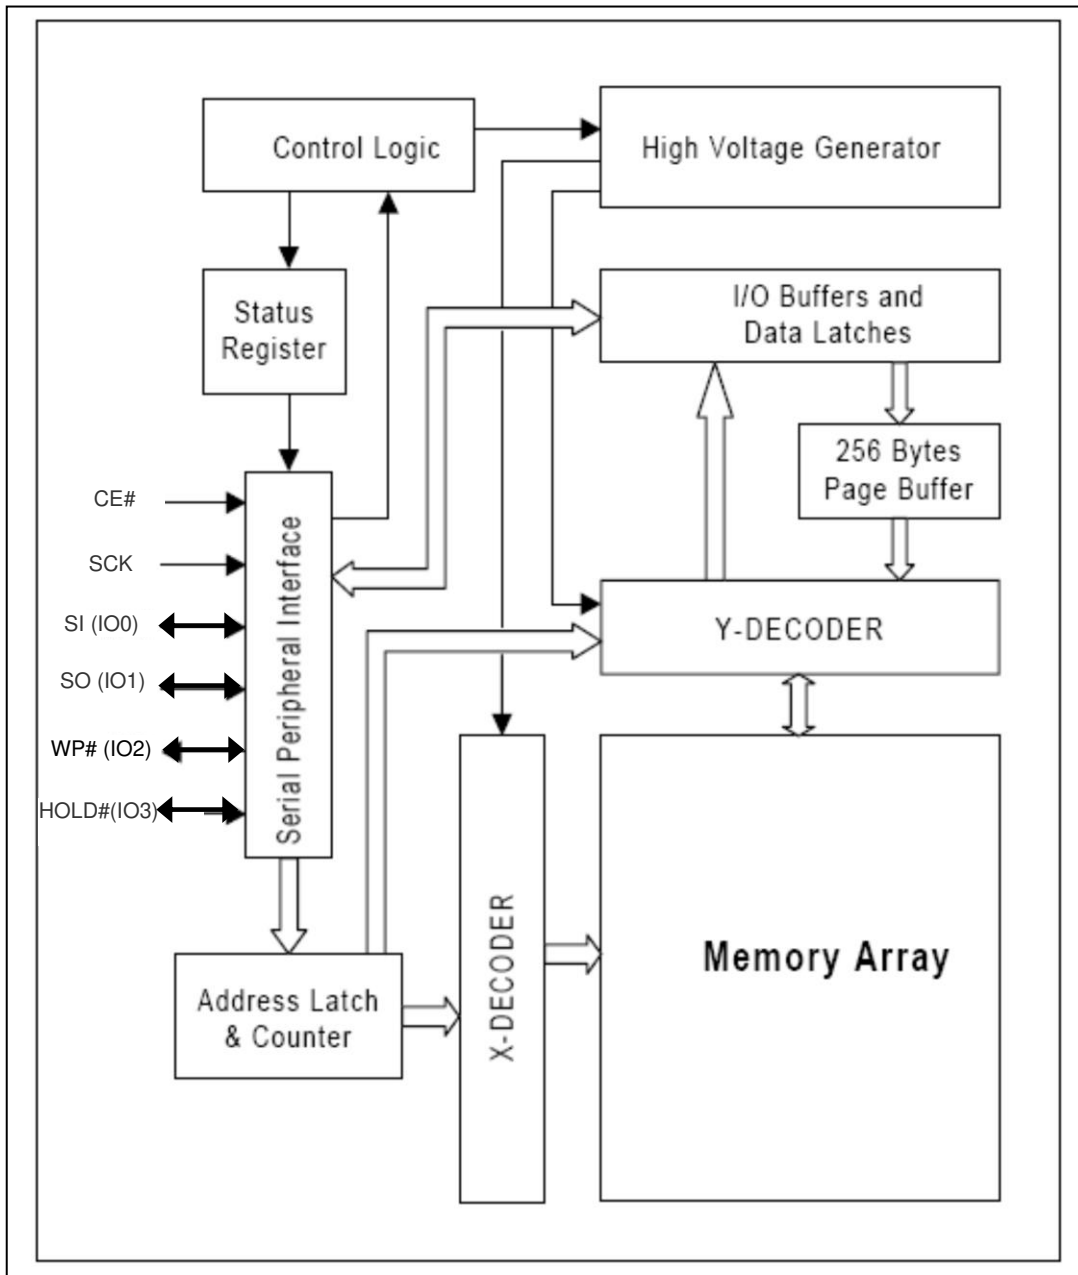 Control Logic
High Voltage Generator
Status
Register
I/O Buffers and
Data Latches
256 Bytes
Page Buffer
CE#
SCK
SI (IO0)
SO (IO1)
WP# (IO2)
HOLD#(IO3)
Serial Peripheral Interface
Y-DECODER
Address Latch
& Counter
X-DECODER
Memory Array